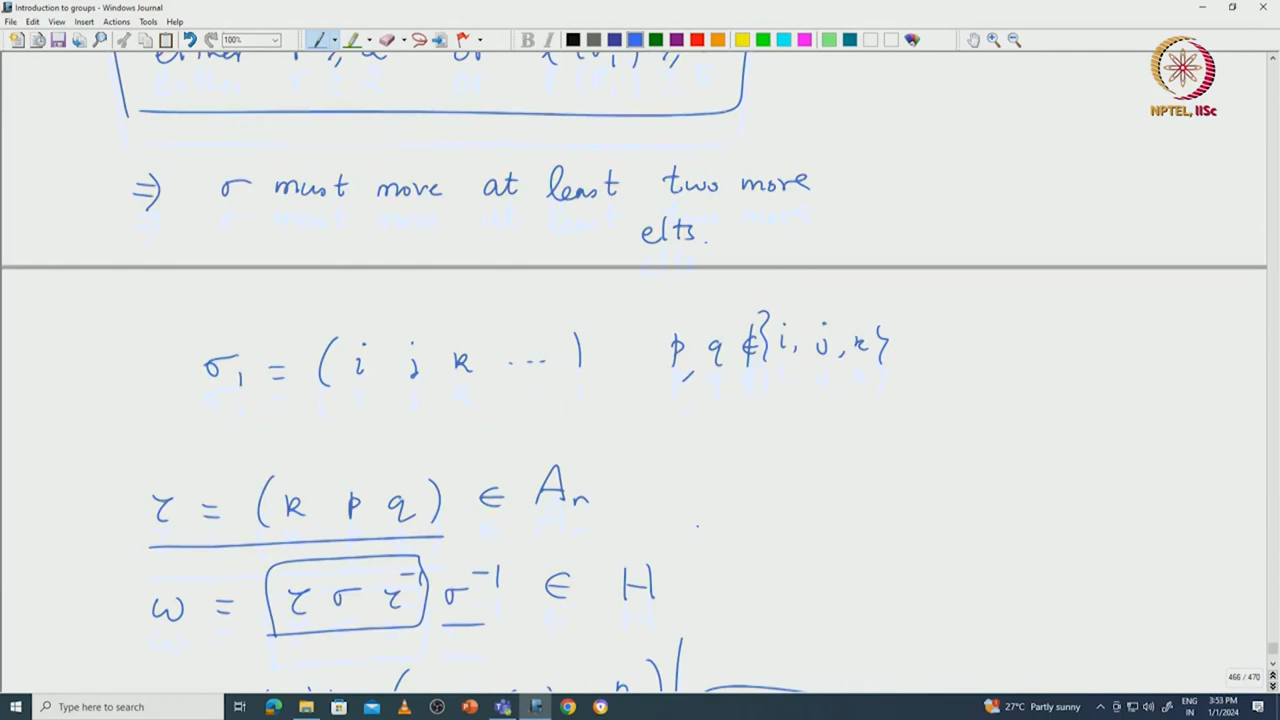 Introduction to groups - Windows Journal
File Edit View Insert Actions Tools Help
100%
B I
NPTEL, IISc
⇒ σ must move at least two more
elts.
σ₁ = ( i j k ... ) p, q ∉ { i, j, k }
τ = ( k p q ) ∈ Aₙ
ω = τ σ τ⁻¹ σ⁻¹ ∈ H
466 / 470
Type here to search
27°C Partly sunny
ENG
IN
3:53 PM
1/1/2024